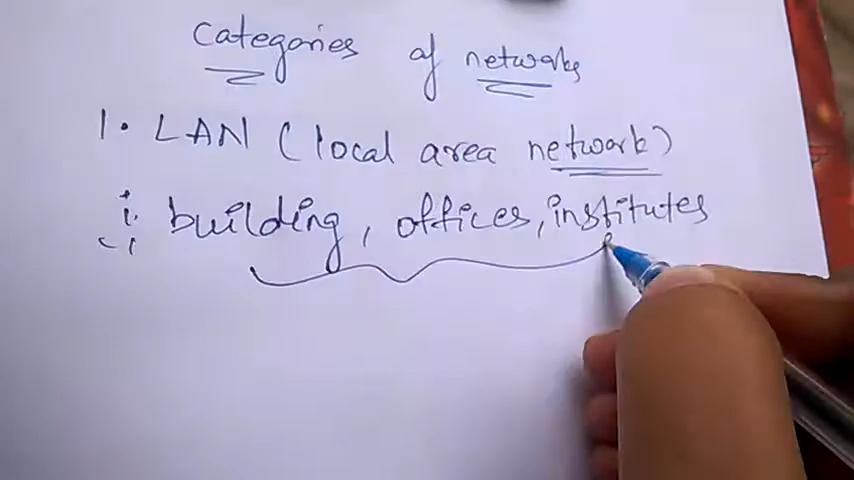 Categories of networks
1. LAN (local area network)
i. building, offices, institutes